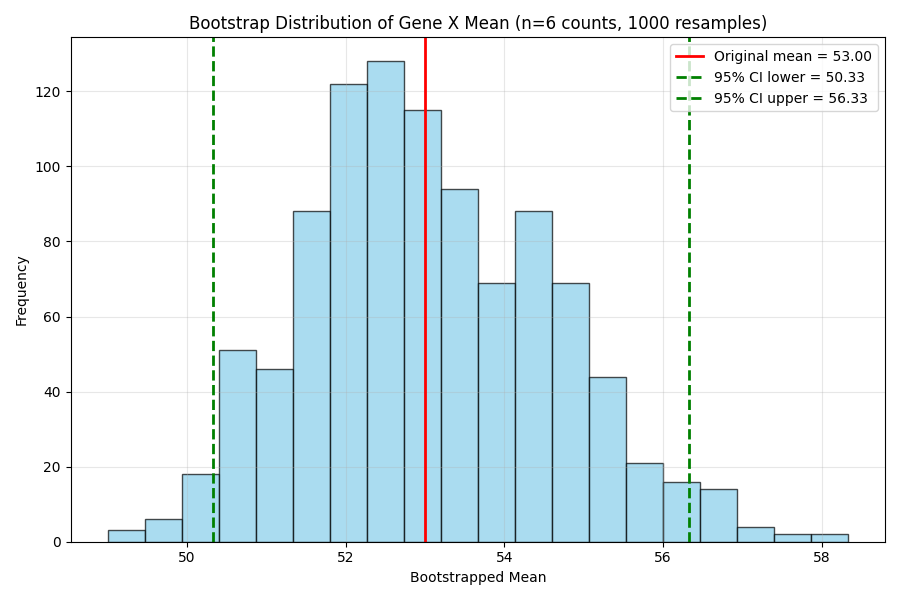 Bootstrap Distribution of Gene X Mean (n=6 counts, 1000 resamples)
Original mean = 53.00
95% CI lower = 50.33
95% CI upper = 56.33
Frequency
120
100
80
60
40
20
0
50 52 54 56 58
Bootstrapped Mean